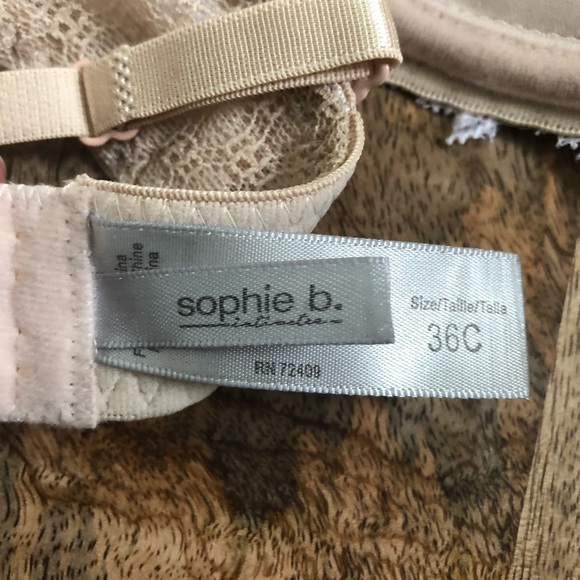 sophie b.
intimates
Size/Taille/Talla
36C
RN 72409